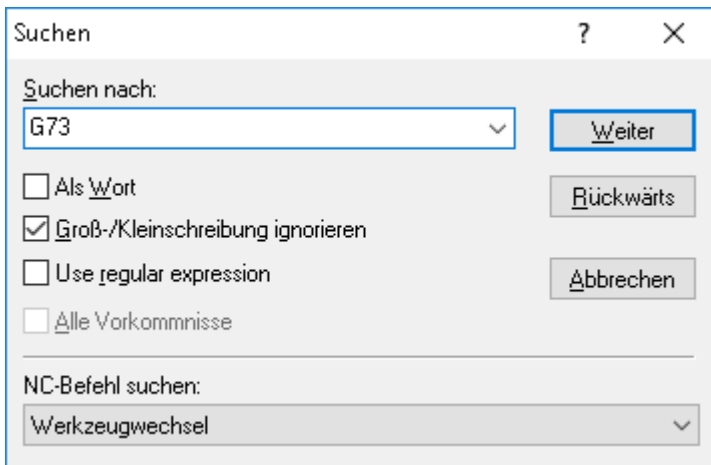 Suchen ?
Suchen nach:
G73
Weiter
Als Wort
Rückwärts
Groß-/Kleinschreibung ignorieren
Use regular expression
Abbrechen
Alle Vorkommnisse
NC-Befehl suchen:
Werkzeugwechsel